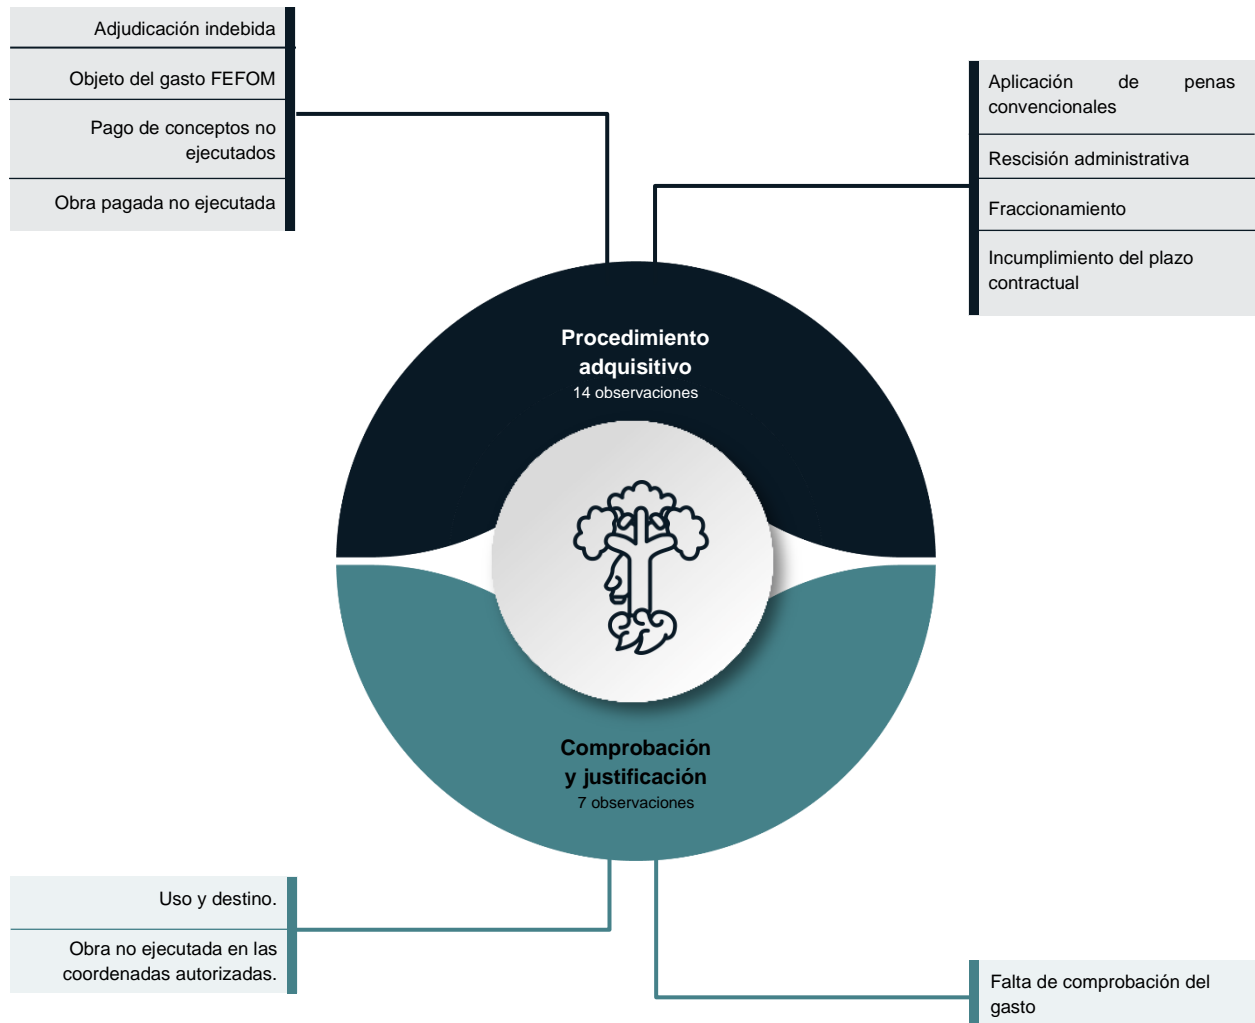 Adjudicación indebida
Objeto del gasto FEFOM
Pago de conceptos no
ejecutados
Obra pagada no ejecutada
Aplicación de penas
convencionales
Rescisión administrativa
Fraccionamiento
Incumplimiento del plazo
contractual
Procedimiento
adquisitivo
14 observaciones
Comprobación
y justificación
7 observaciones
Uso y destino.
Obra no ejecutada en las
coordenadas autorizadas.
Falta de comprobación del
gasto